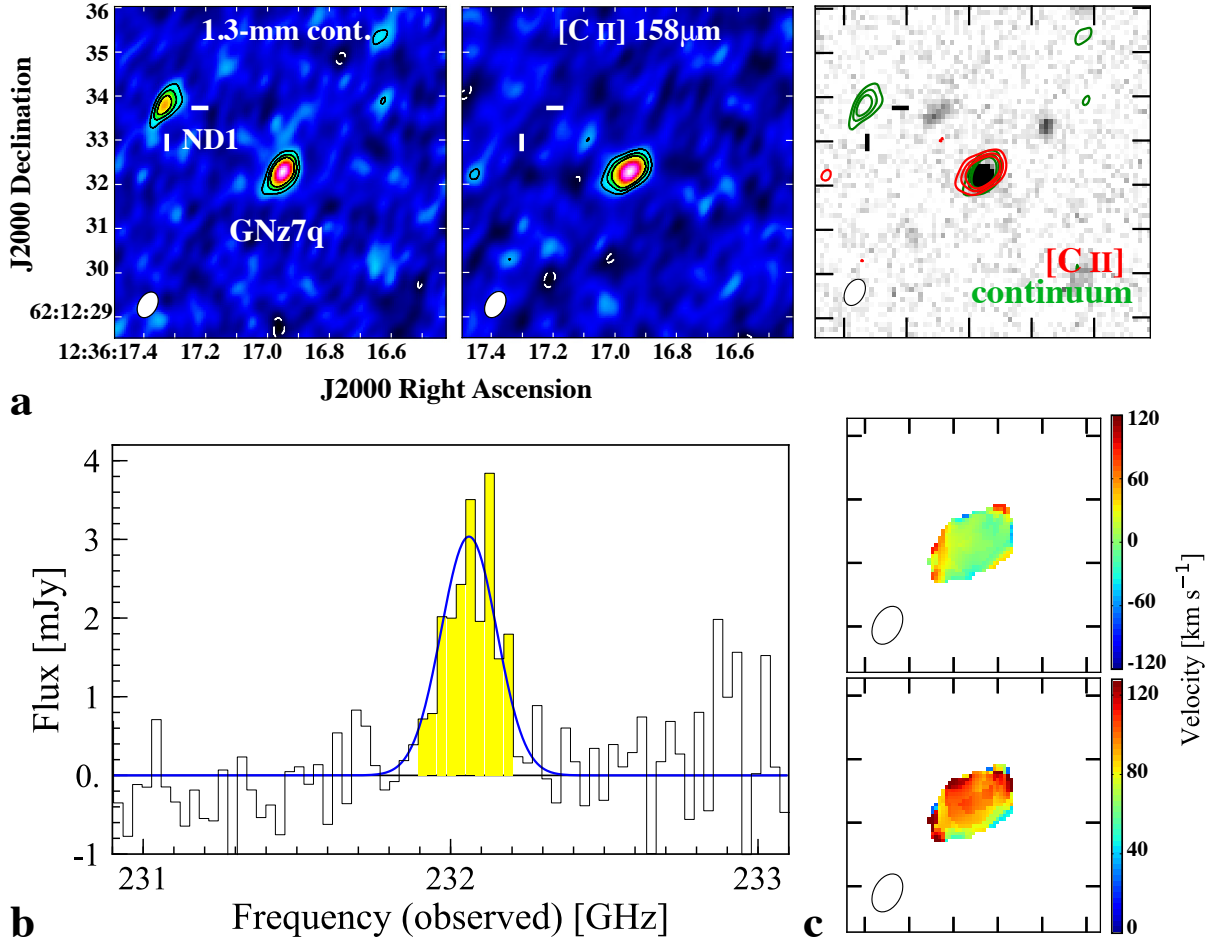 1.3-mm cont.
[C II] 158μm
ND1
GNz7q
[C II]
continuum
36
35
34
33
32
31
30
62:12:29
J2000 Declination
12:36:17.4 17.2 17.0 16.8 16.6
17.4 17.2 17.0 16.8 16.6
J2000 Right Ascension
a
4
3
2
1
0
-1
Flux [mJy]
231 232 233
Frequency (observed) [GHz]
b
120
60
0
-60
-120
120
80
40
0
Velocity [km s−1]
c